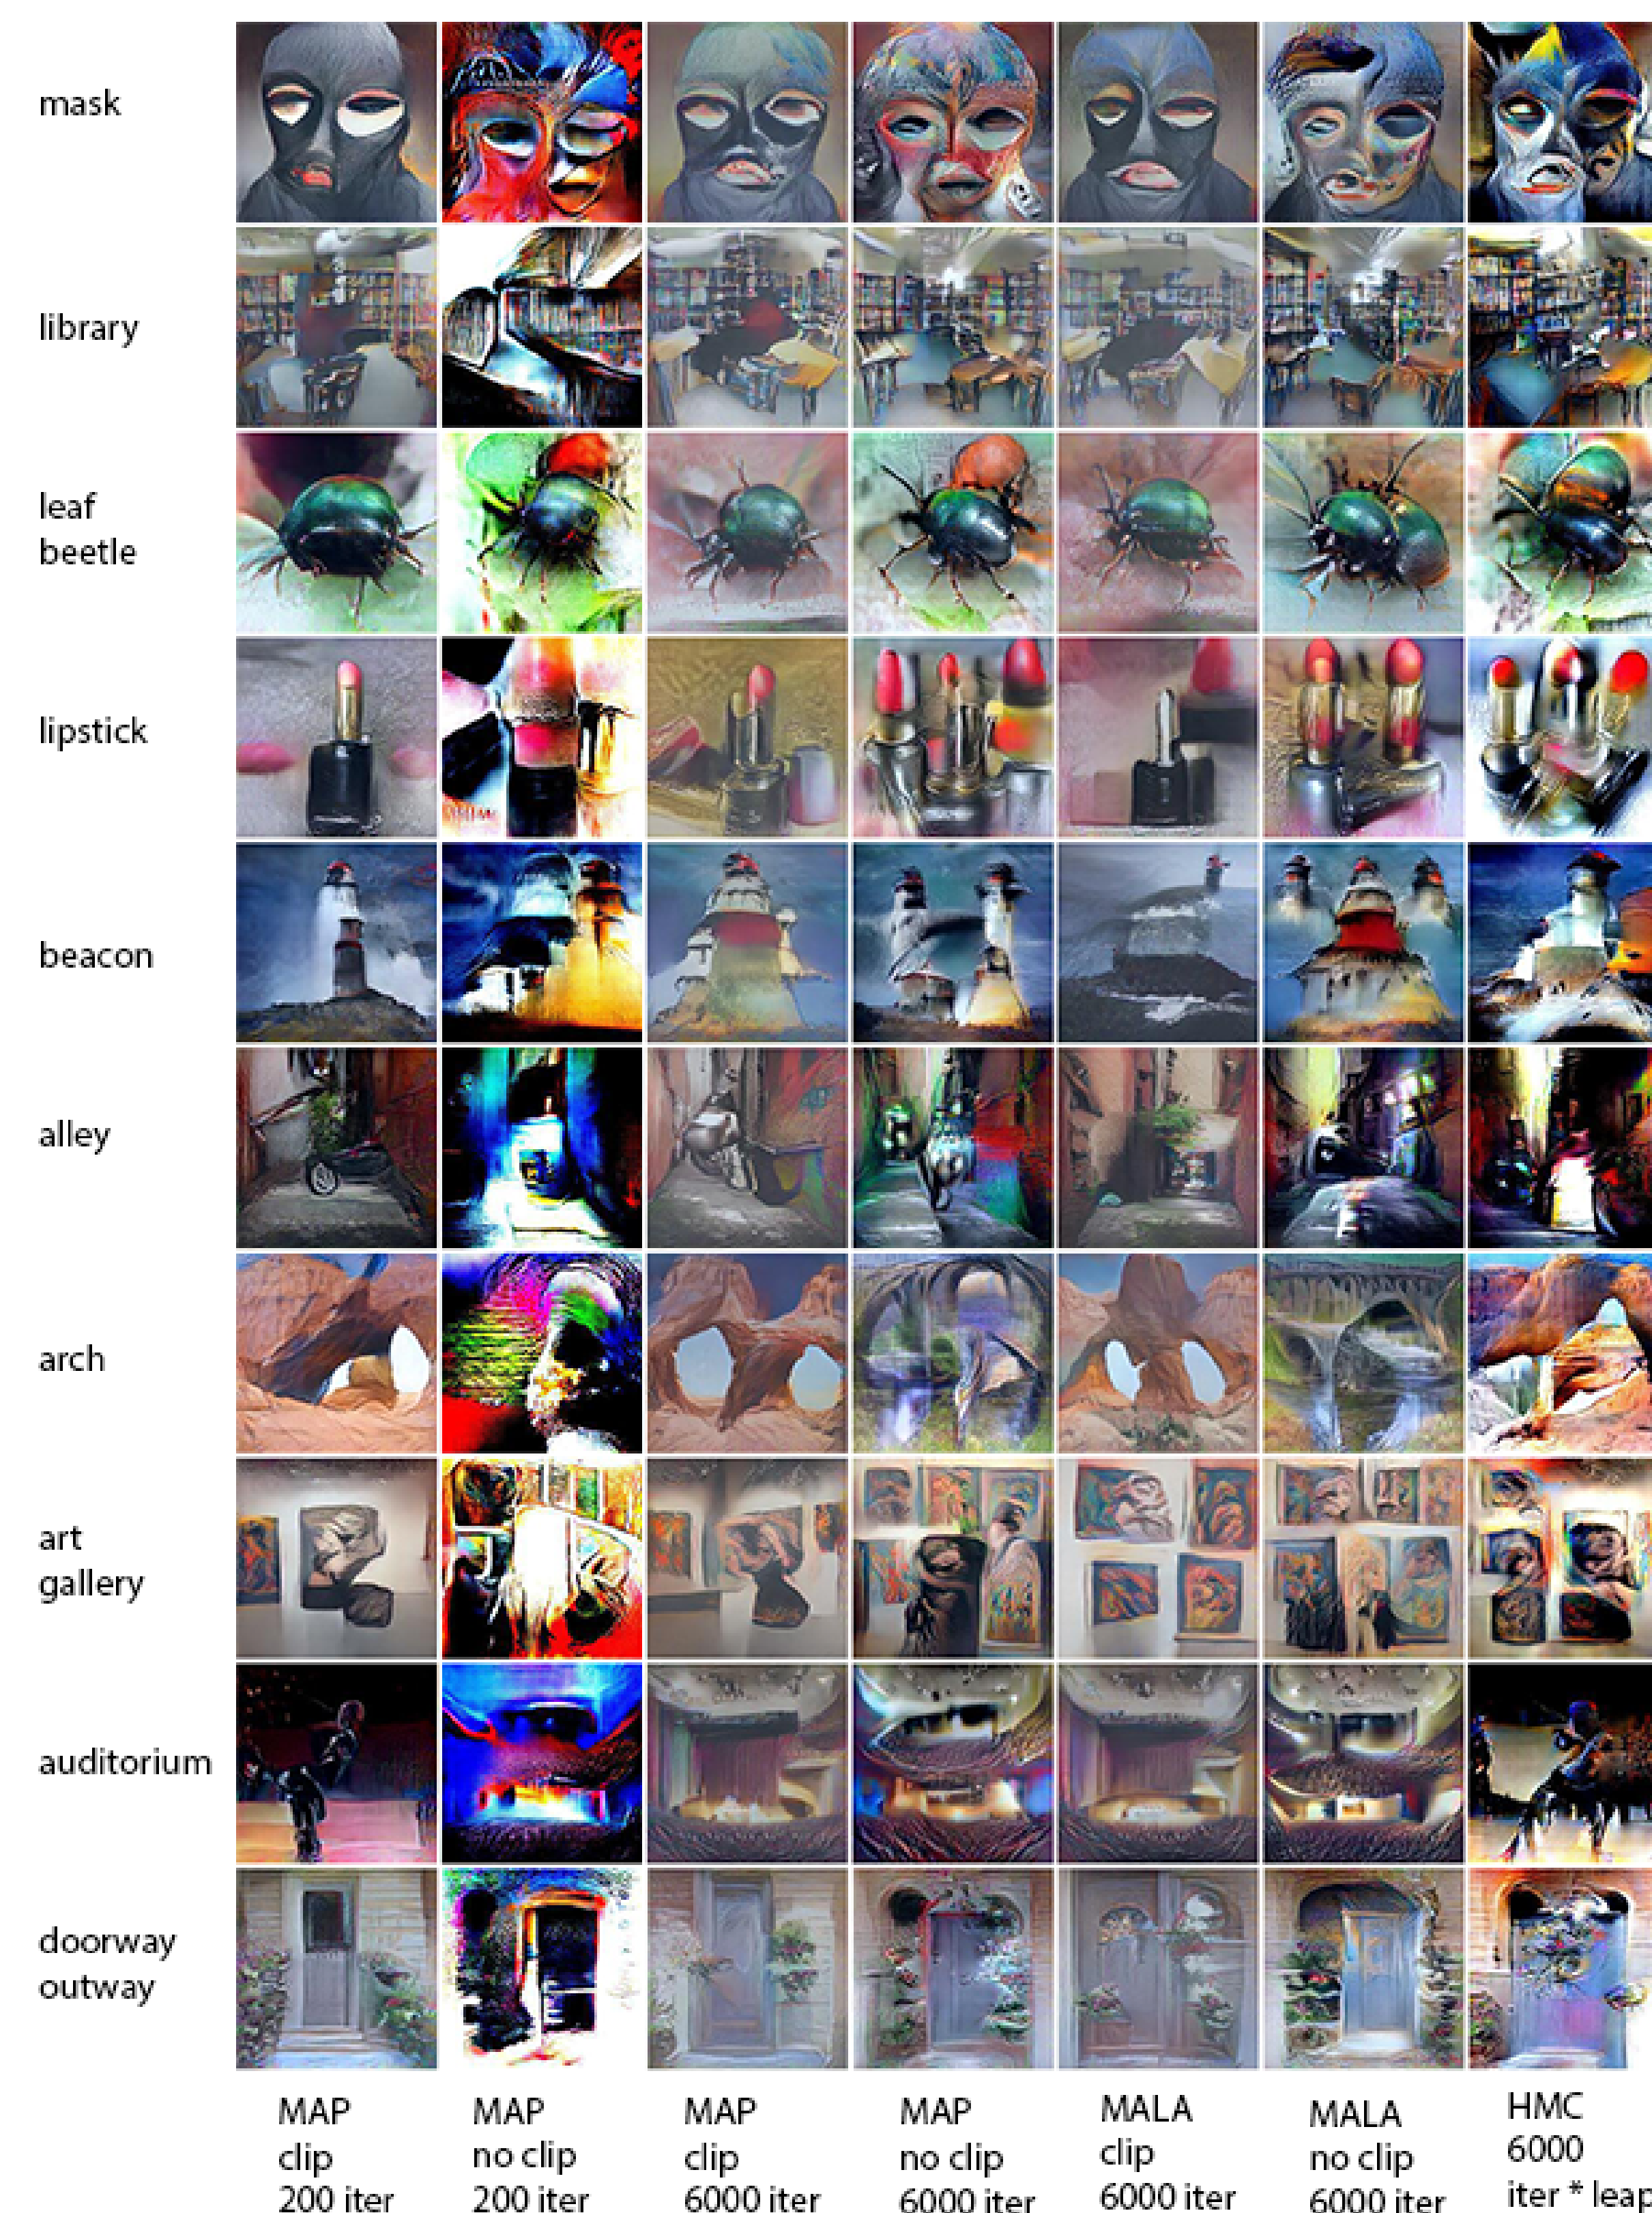 mask
library
leaf
beetle
lipstick
beacon
alley
arch
art
gallery
auditorium
doorway
outway
MAP
clip
200 iter
MAP
no clip
200 iter
MAP
clip
6000 iter
MAP
no clip
6000 iter
MALA
clip
6000 iter
MALA
no clip
6000 iter
HMC
6000
iter * leap